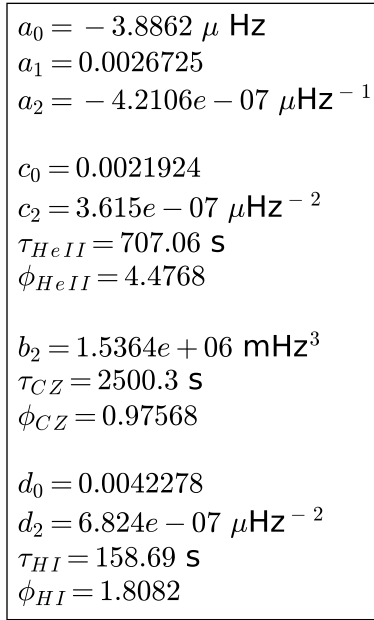 a₀ = − 3.8862 μ Hz
a₁ = 0.0026725
a₂ = − 4.2106e − 07 μHz⁻¹
c₀ = 0.0021924
c₂ = 3.615e − 07 μHz⁻²
τ_HeII = 707.06 s
ϕ_HeII = 4.4768
b₂ = 1.5364e + 06 mHz³
τ_CZ = 2500.3 s
ϕ_CZ = 0.97568
d₀ = 0.0042278
d₂ = 6.824e − 07 μHz⁻²
τ_HI = 158.69 s
ϕ_HI = 1.8082